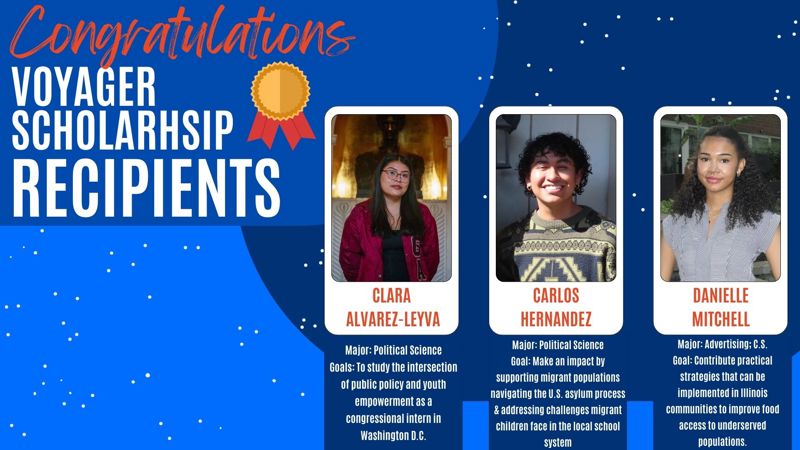 Congratulations
VOYAGER
SCHOLARHSIP
RECIPIENTS
CLARA
ALVAREZ-LEYVA
Major: Political Science
Goals: To study the intersection
of public policy and youth
empowerment as a
congressional intern in
Washington D.C.
CARLOS
HERNANDEZ
Major: Political Science
Goal: Make an impact by
supporting migrant populations
navigating the U.S. asylum process
& addressing challenges migrant
children face in the local school
system
DANIELLE
MITCHELL
Major: Advertising; C.S.
Goal: Contribute practical
strategies that can be
implemented in Illinois
communities to improve food
access to underserved
populations.